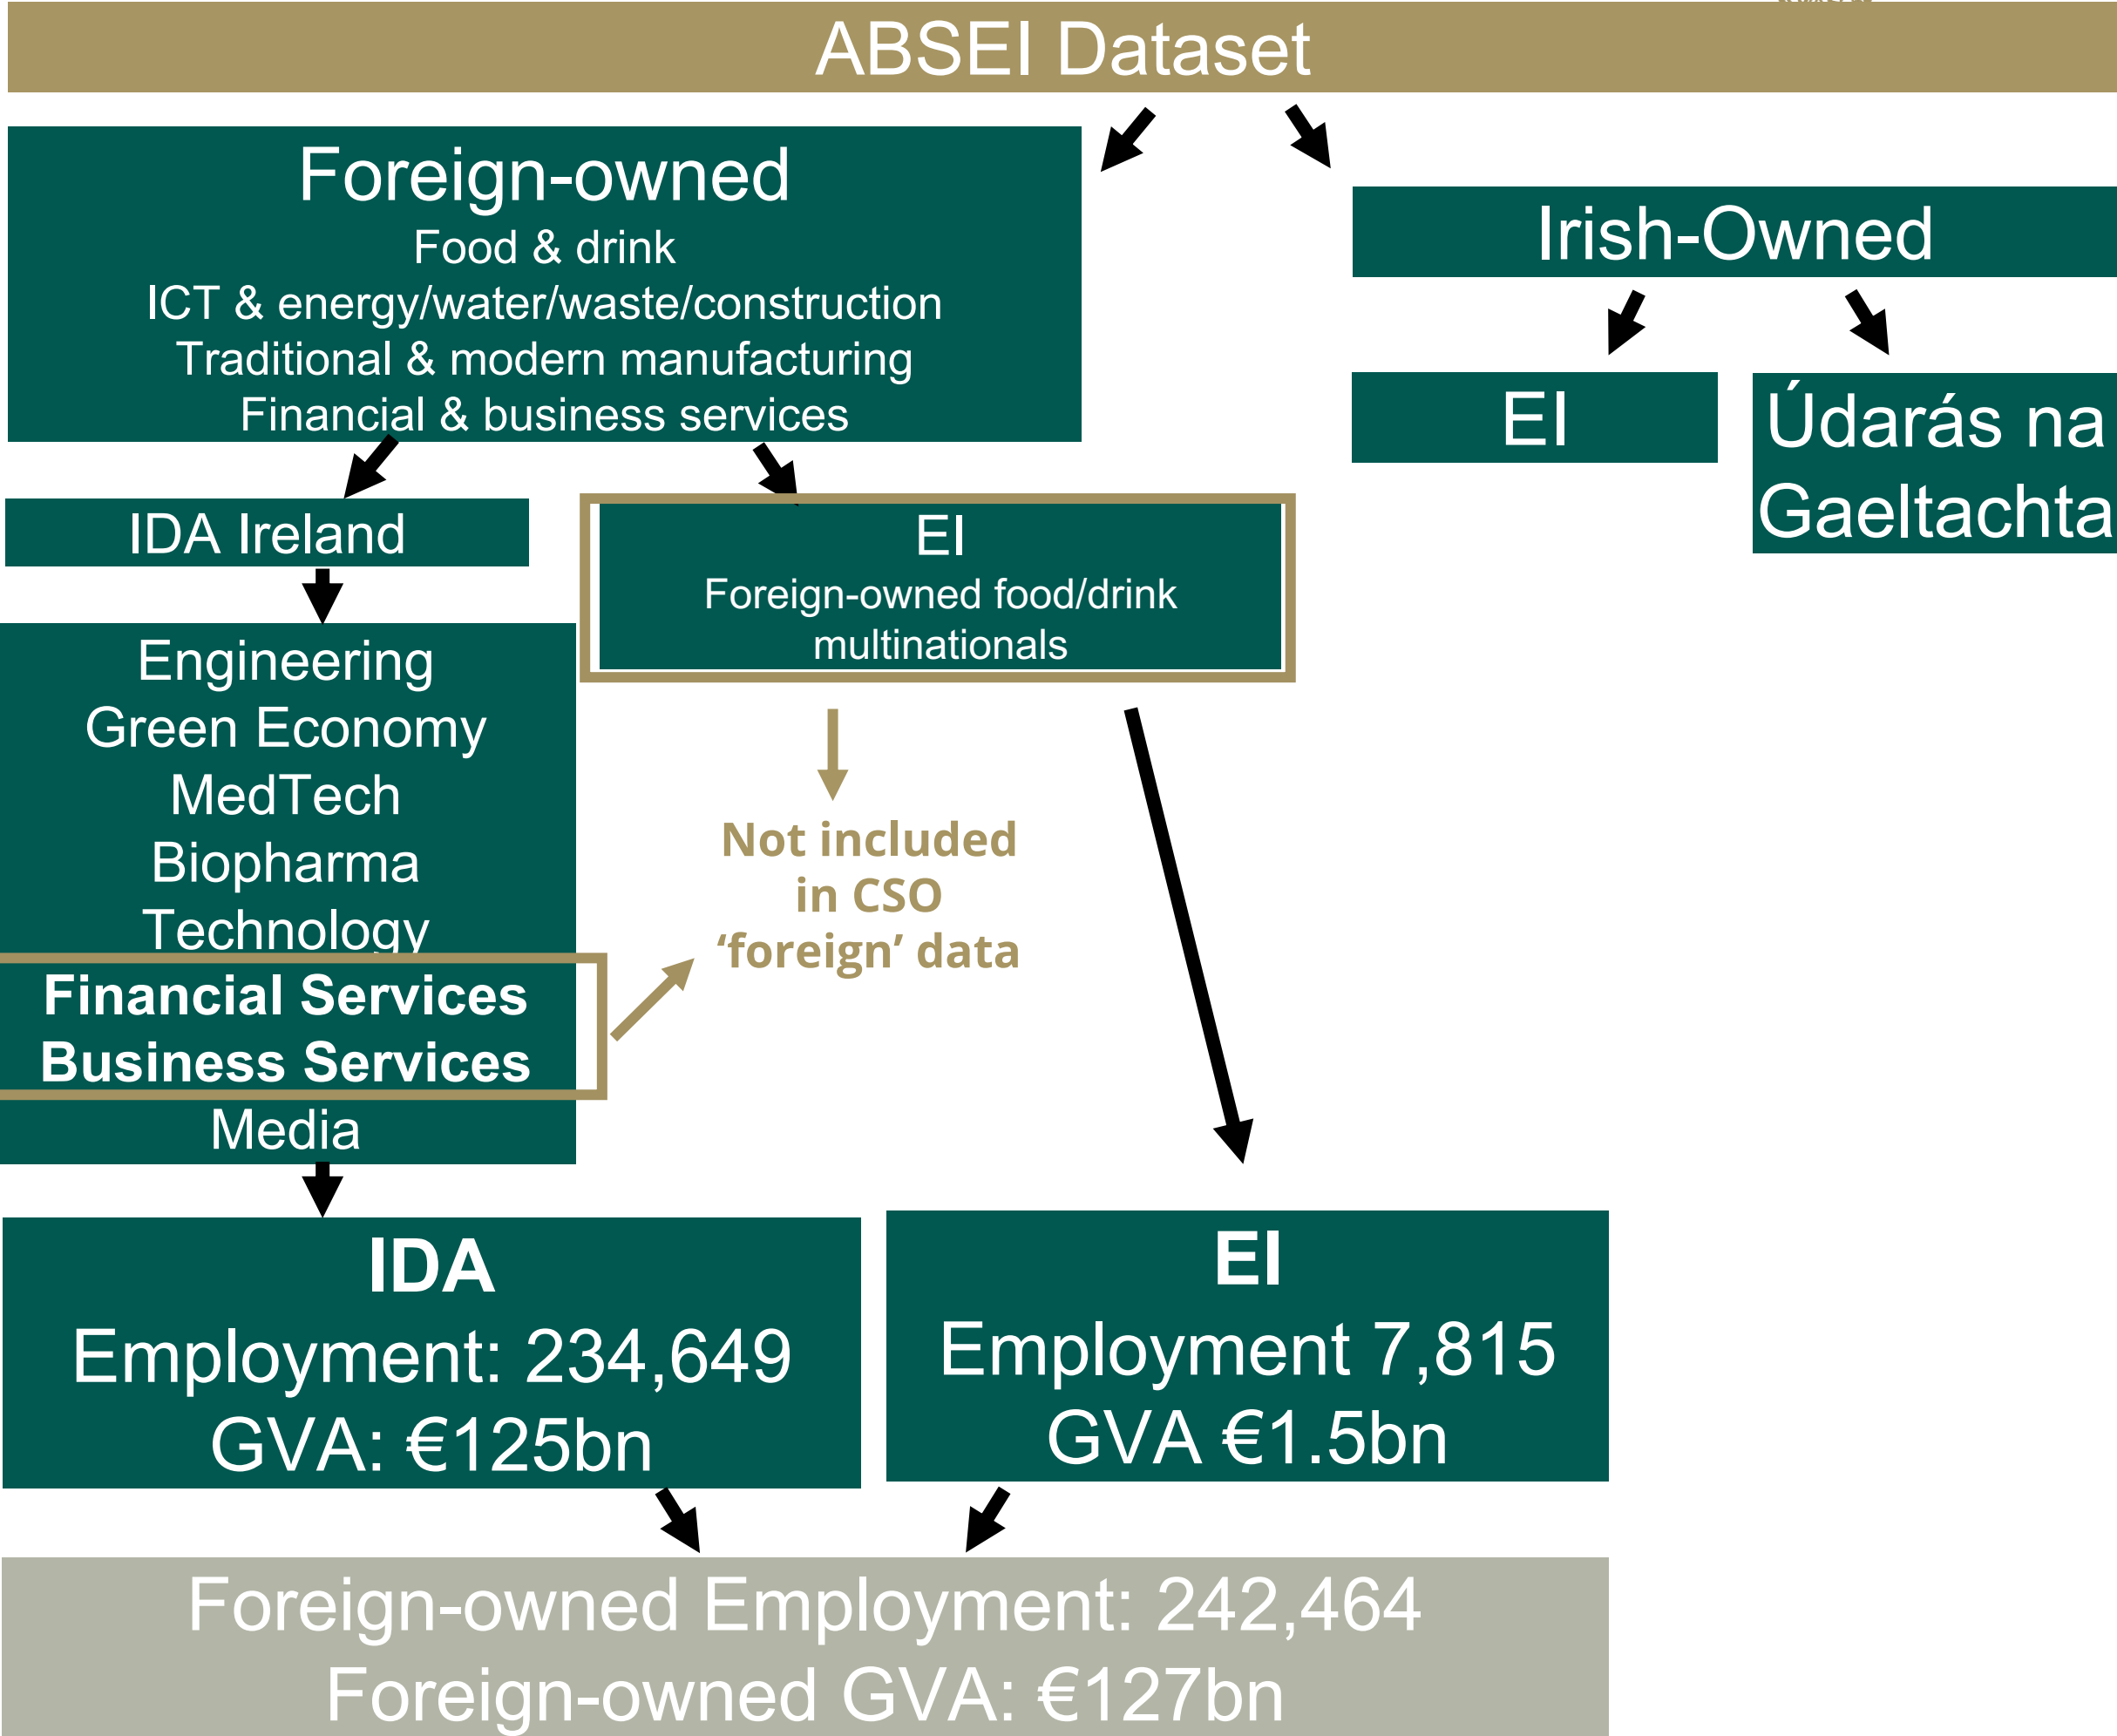 ABSEI Dataset
Foreign-owned
Food & drink
ICT & energy/water/waste/construction
Traditional & modern manufacturing
Financial & business services
Irish-Owned
EI
Údarás na
Gaeltachta
IDA Ireland
EI
Foreign-owned food/drink
multinationals
Engineering
Green Economy
MedTech
Biopharma
Technology
Financial Services
Business Services
Media
Not included
in CSO
‘foreign’ data
IDA
Employment: 234,649
GVA: €125bn
EI
Employment 7,815
GVA €1.5bn
Foreign-owned Employment: 242,464
Foreign-owned GVA: €127bn